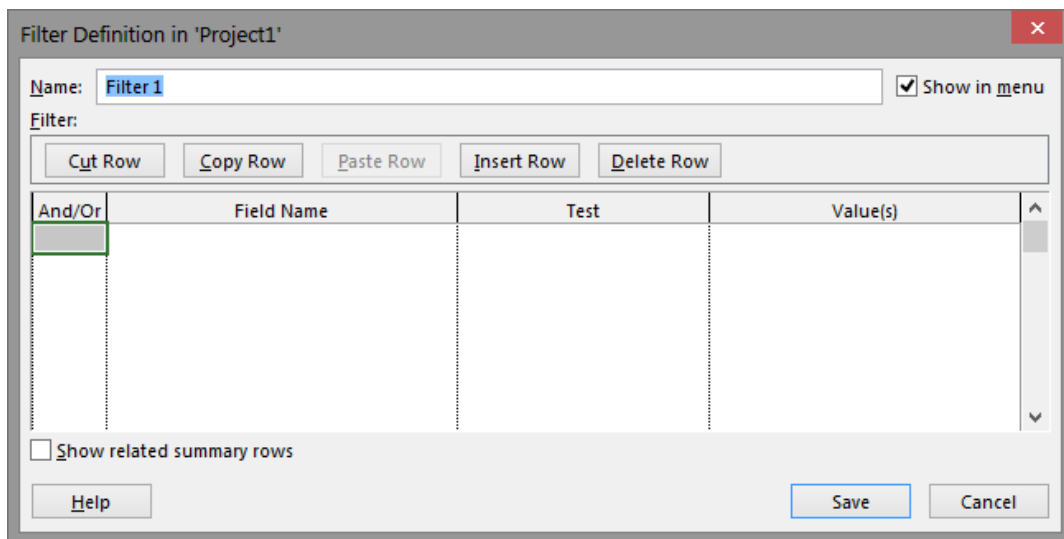 Filter Definition in 'Project1'
Name: Filter 1 Show in menu
Filter:
Cut Row Copy Row Paste Row Insert Row Delete Row
And/Or Field Name Test Value(s)
Show related summary rows
Help Save Cancel